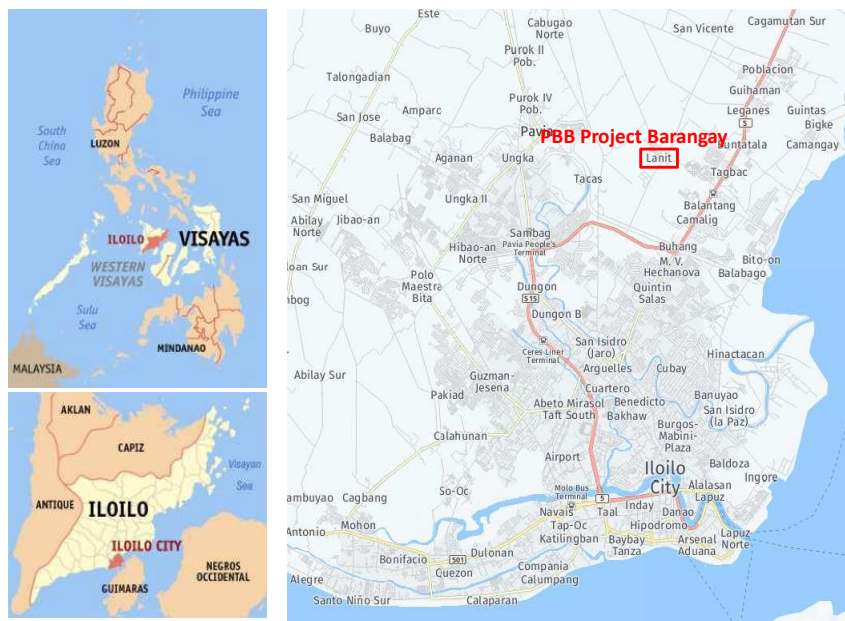 Philippine
Sea
South
China
Sea
LUZON
ILOILO
VISAYAS
WESTERN
VISAYAS
Sulu
Sea
MINDANAO
MALAYSIA
AKLAN
CAPIZ
Visayan
Sea
ANTIQUE
ILOILO
ILOILO CITY
GUIMARAS
NEGROS
OCCIDENTAL
Este
Buyo
Cabugao
Norte
San Vicente
Cagamutan Sur
Purok II
Pob.
Talongadian
Poblacion
Guihaman
Purok IV
Pob.
Amparc
San Jose
Leganes
Guintas
Bigke
5
Pavia
PBB Project Barangay
Balabag
Buntatala
Camangay
Aganan
Ungka
Lanit
Tagbac
Tacas
San Miguel
Ungka II
Balantang
Camalig
Abilay
Norte
Jibao-an
Sambag
Pavia People's
Terminal
Hibao-an
Norte
Buhang
M. V.
Hechanova
Bito-on
Balabago
loan Sur
Polo
Maestra
Bita
Dungon
Quintin
Salas
mbog
S15
Dungon B
Ceres Liner
Terminal
San Isidro
(Jaro)
Hinactacan
Arguelles
Cubay
Abilay Sur
Guzman-
Jesena
Cuartero
Pakiad
Banuyao
Abeto Mirasol
Taft South
Benedicto
Bakhaw
San Isidro
(la Paz)
Burgos-
Mabini-
Plaza
Calahunan
Airport
Baldoza
Iloilo
City
Ingore
Molo Bus
Terminal
Alalasan
Lapuz
So-Oc
ambuyao
Cagbang
5
Inday
Danao
Navais
Taal
Mohon
Antonio
Tap-Oc
Katilingban
Hipodromo
Lapuz
Norte
Baybay
Tanza
Arsenal
Aduana
Dulonan
Bonifacio
501
Quezon
Compania
Calumpang
Alegre
Santo Niño Sur
Calaparan